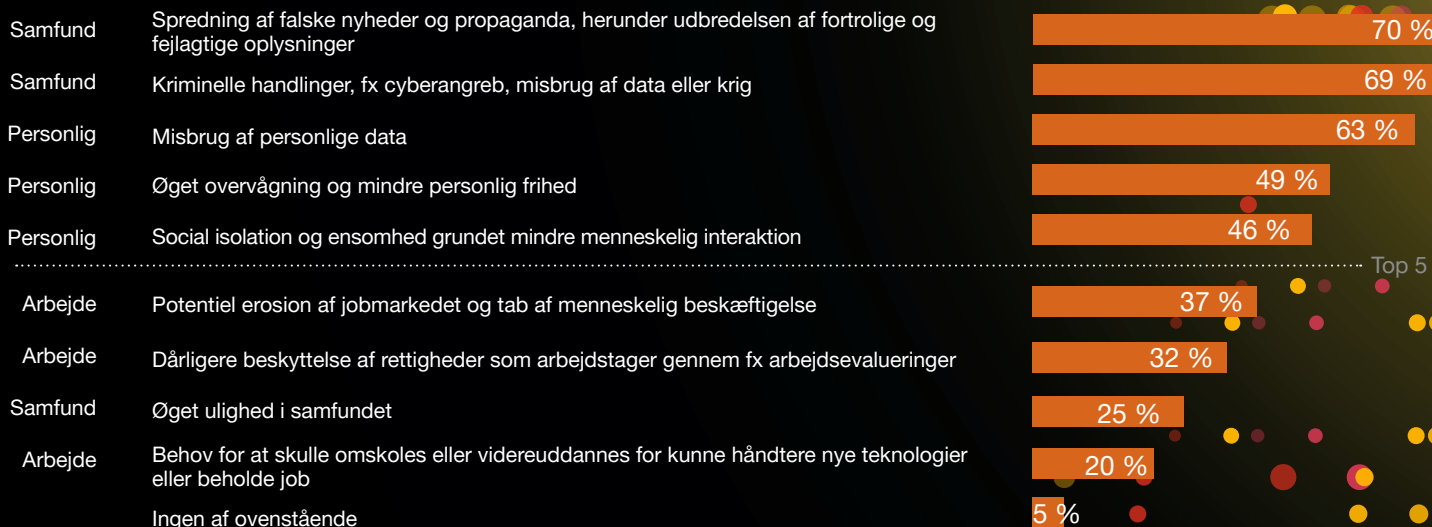 Samfund Spredning af falske nyheder og propaganda, herunder udbredelsen af fortrolige og
fejlagtige oplysninger 70 %
Samfund Kriminelle handlinger, fx cyberangreb, misbrug af data eller krig 69 %
Personlig Misbrug af personlige data 63 %
Personlig Øget overvågning og mindre personlig frihed 49 %
Personlig Social isolation og ensomhed grundet mindre menneskelig interaktion 46 %
Top 5
Arbejde Potentiel erosion af jobmarkedet og tab af menneskelig beskæftigelse 37 %
Arbejde Dårligere beskyttelse af rettigheder som arbejdstager gennem fx arbejdsevalueringer 32 %
Samfund Øget ulighed i samfundet 25 %
Arbejde Behov for at skulle omskoles eller videreuddannes for kunne håndtere nye teknologier
eller beholde job 20 %
Ingen af ovenstående 5 %